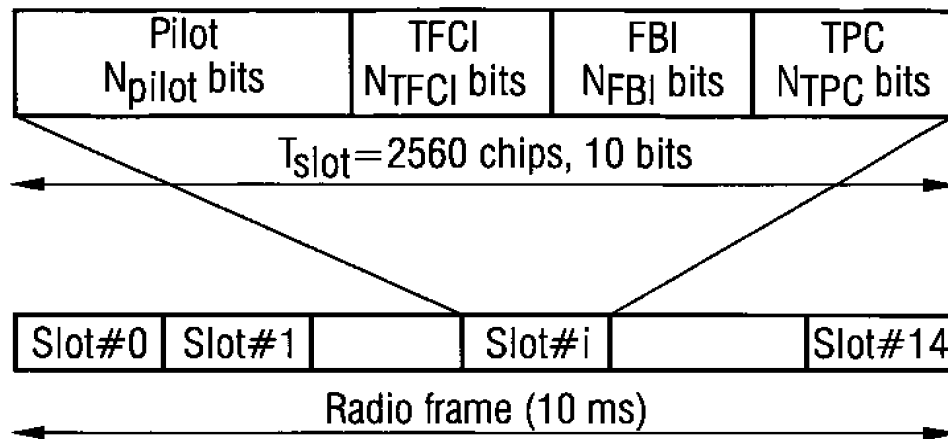 Pilot TFCI FBI TPC
Npilot bits NTFCI bits NFBI bits NTPC bits
Tslot=2560 chips, 10 bits
Slot#0 Slot#1 Slot#i Slot#14
Radio frame (10 ms)